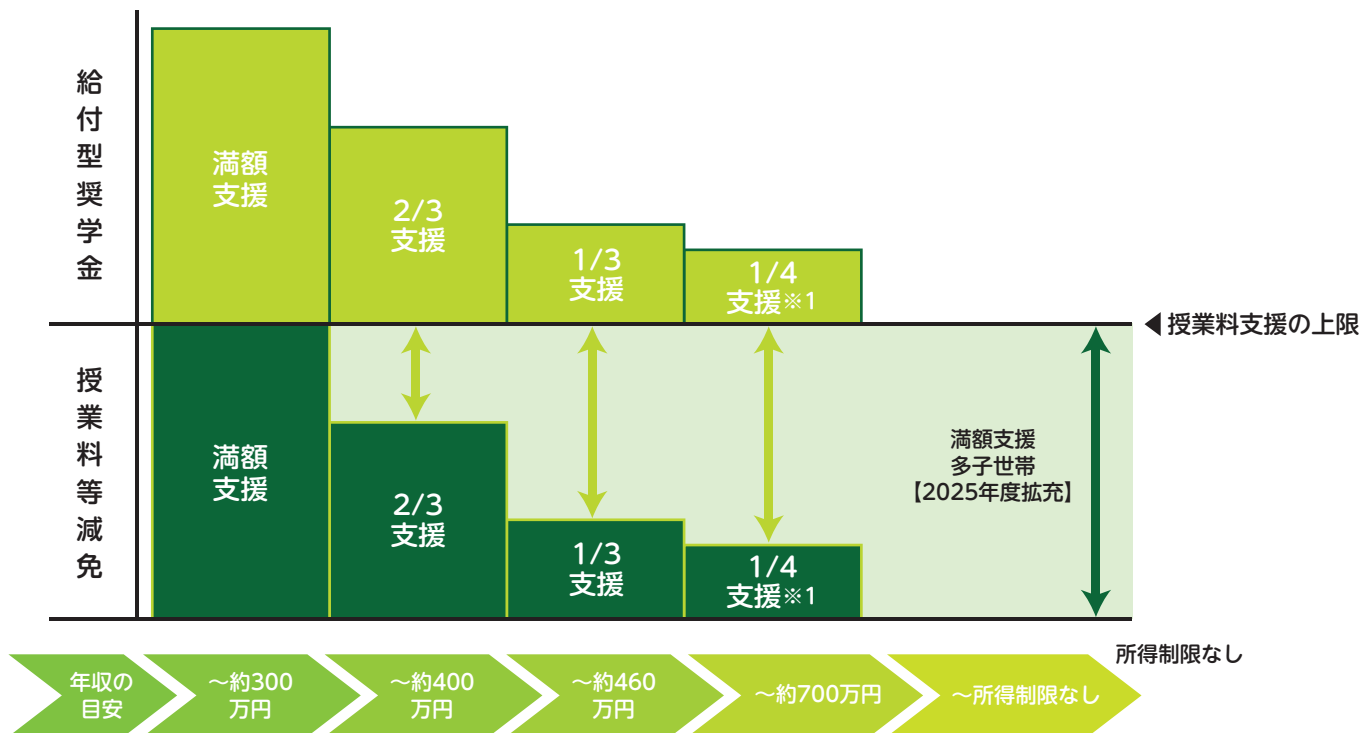 給付型奨学金
満額
支援
2/3
支援
1/3
支援
1/4
支援※1
◀授業料支援の上限
授業料等減免
満額
支援
2/3
支援
1/3
支援
1/4
支援※1
満額支援
多子世帯
【2025年度拡充】
所得制限なし
年収の
目安
～約300
万円
～約400
万円
～約460
万円
～約700万円
～所得制限なし